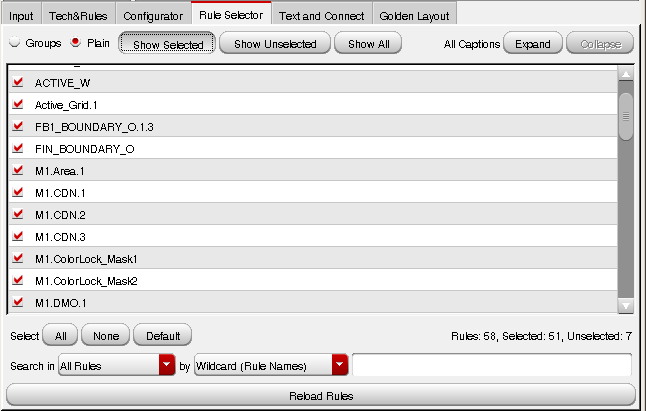 Input Tech&Rules Configurator Rule Selector Text and Connect Golden Layout
Groups Plain Show Selected Show Unselected Show All All Captions Expand Collapse
ACTIVE_W
Active_Grid.1
FB1_BOUNDARY_O.1.3
FIN_BOUNDARY_O
M1.Area.1
M1.CDN.1
M1.CDN.2
M1.CDN.3
M1.ColorLock_Mask1
M1.ColorLock_Mask2
M1.DMO.1
Select All None Default Rules: 58, Selected: 51, Unselected: 7
Search in All Rules by Wildcard (Rule Names)
Reload Rules